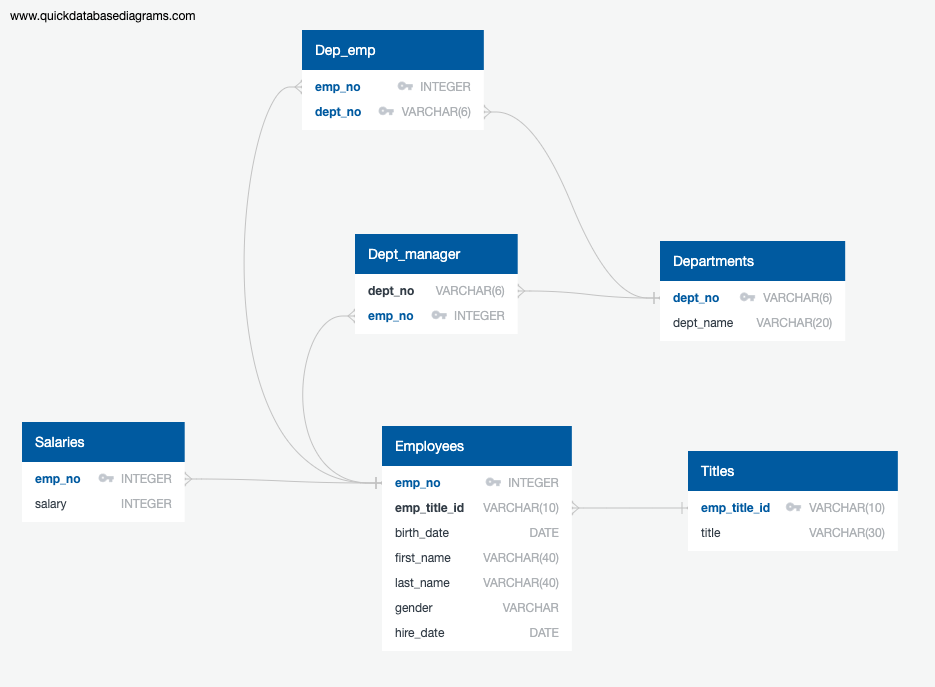 www.quickdatabasediagrams.com
Dep_emp
emp_no INTEGER
dept_no VARCHAR(6)
Dept_manager
dept_no VARCHAR(6)
emp_no INTEGER
Departments
dept_no VARCHAR(6)
dept_name VARCHAR(20)
Salaries
emp_no INTEGER
salary INTEGER
Employees
emp_no INTEGER
emp_title_id VARCHAR(10)
birth_date DATE
first_name VARCHAR(40)
last_name VARCHAR(40)
gender VARCHAR
hire_date DATE
Titles
emp_title_id VARCHAR(10)
title VARCHAR(30)